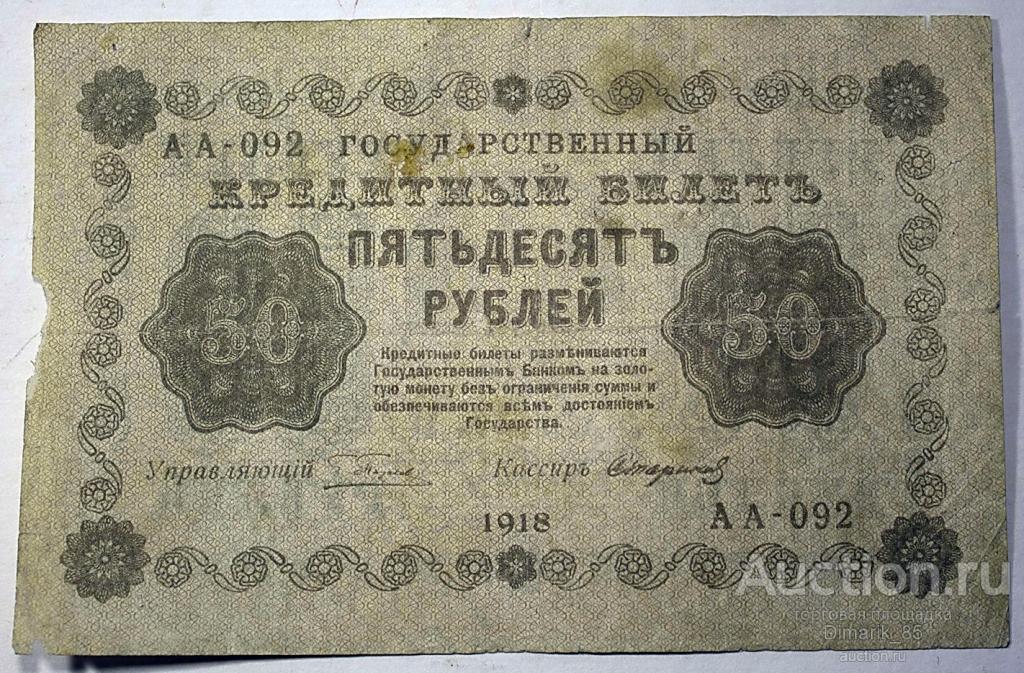 АА-092 ГОСУДАРСТВЕННЫЙ
КРЕДИТНЫЙ БИЛЕТЪ
ПЯТЬДЕСЯТЪ
РУБЛЕЙ
50
50
Кредитные билеты размѣниваются
Государственнымъ Банкомъ на золо-
тую монету безъ ограниченія суммы и
обезпечиваются всѣмъ достояніемъ
Государства.
Управляющій
Кассиръ
1918
АА-092
Auction.ru
торговая площадка
Dimarik_85
auction.ru